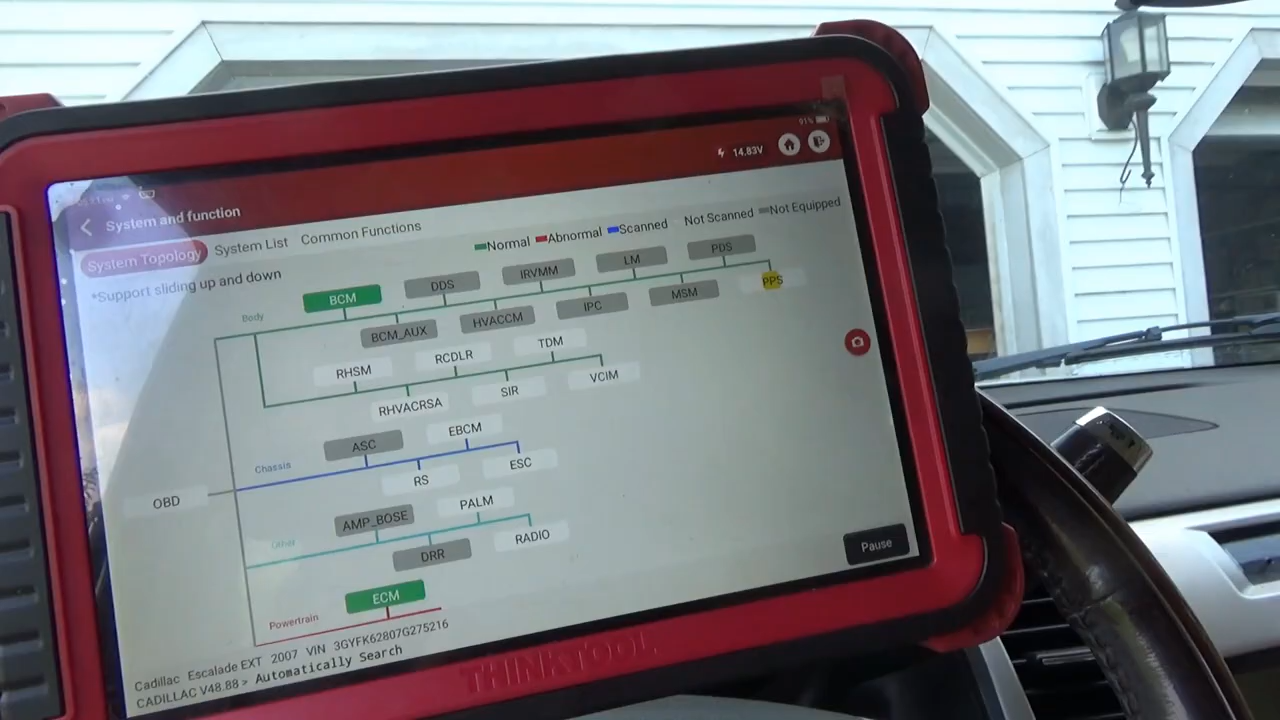 91%
14.83V
System and function
System Topology
System List
Common Functions
Normal
Abnormal
Scanned
Not Scanned
Not Equipped
*Support sliding up and down
Body
BCM
DDS
IRVMM
LM
PDS
BCM_AUX
HVACCM
IPC
MSM
PPS
RHSM
RCDLR
TDM
RHVACRSA
SIR
VCIM
Chassis
ASC
EBCM
RS
ESC
OBD
Other
AMP_BOSE
PALM
DRR
RADIO
Pause
Powertrain
ECM
Cadillac Escalade EXT 2007 VIN 3GYFK62807G275216
CADILLAC V48.88 > Automatically Search
THINKTOOL